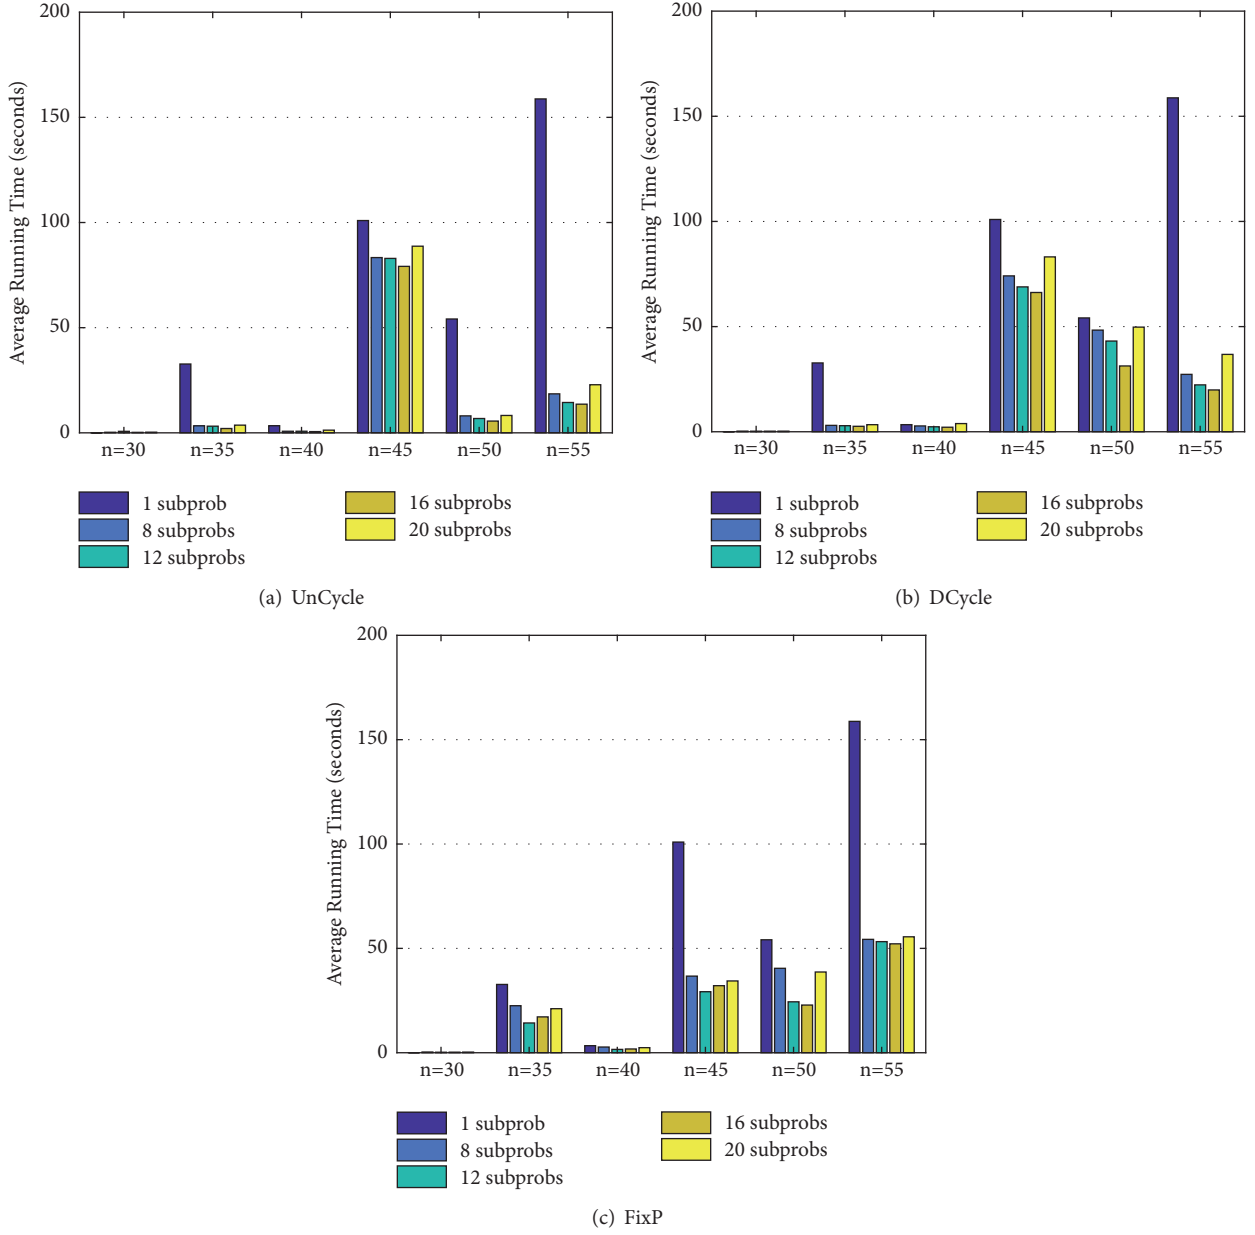 200
150
100
50
0
Average Running Time (seconds)
n=30 n=35 n=40 n=45 n=50 n=55
1 subprob
8 subprobs
12 subprobs
16 subprobs
20 subprobs
(a) UnCycle
200
150
100
50
0
Average Running Time (seconds)
n=30 n=35 n=40 n=45 n=50 n=55
1 subprob
8 subprobs
12 subprobs
16 subprobs
20 subprobs
(b) DCycle
200
150
100
50
0
Average Running Time (seconds)
n=30 n=35 n=40 n=45 n=50 n=55
1 subprob
8 subprobs
12 subprobs
16 subprobs
20 subprobs
(c) FixP